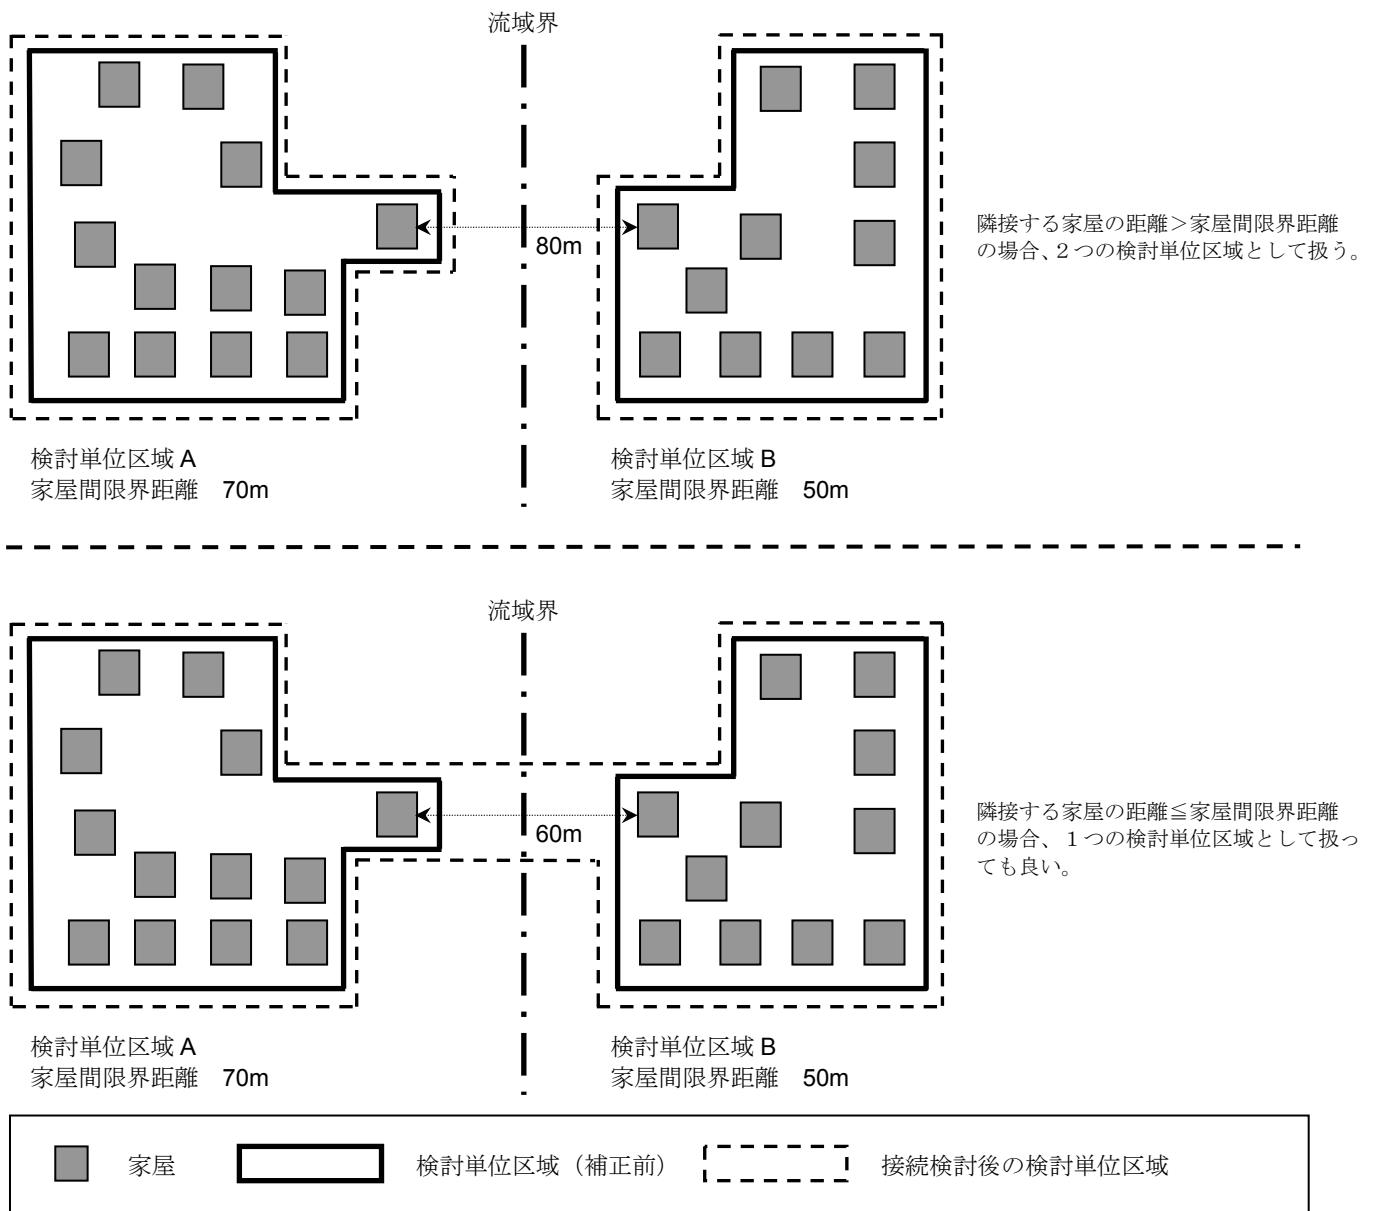 流域界
80m
隣接する家屋の距離＞家屋間限界距離
の場合、２つの検討単位区域として扱う。
検討単位区域 A
家屋間限界距離　70m
検討単位区域 B
家屋間限界距離　50m
流域界
60m
隣接する家屋の距離≦家屋間限界距離
の場合、１つの検討単位区域として扱っ
ても良い。
検討単位区域 A
家屋間限界距離　70m
検討単位区域 B
家屋間限界距離　50m
家屋
検討単位区域（補正前）
接続検討後の検討単位区域